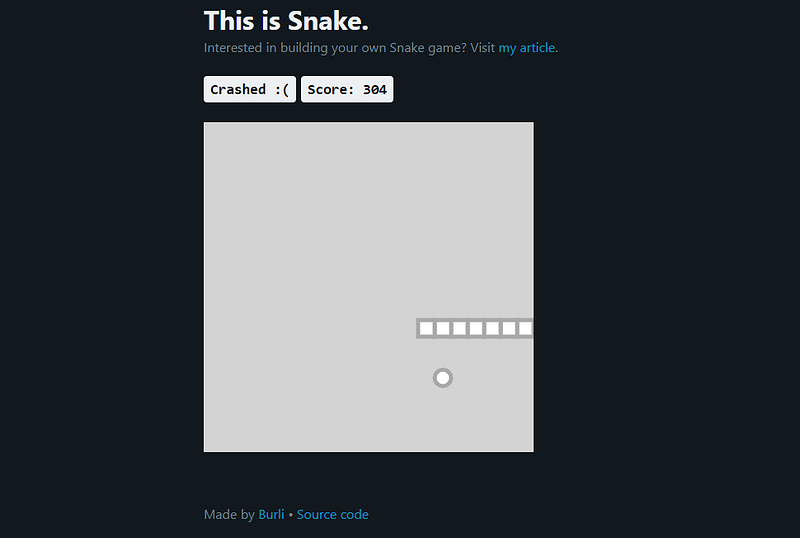 This is Snake.
Interested in building your own Snake game? Visit my article.
Crashed :( Score: 304
Made by Burli • Source code